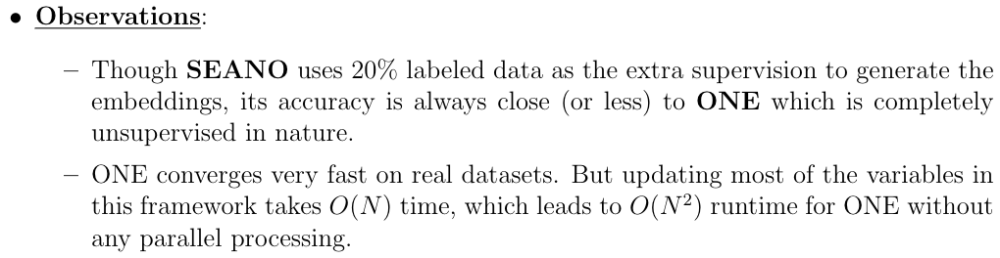 • Observations:
– Though SEANO uses 20% labeled data as the extra supervision to generate the
embeddings, its accuracy is always close (or less) to ONE which is completely
unsupervised in nature.
– ONE converges very fast on real datasets. But updating most of the variables in
this framework takes O(N) time, which leads to O(N²) runtime for ONE without
any parallel processing.